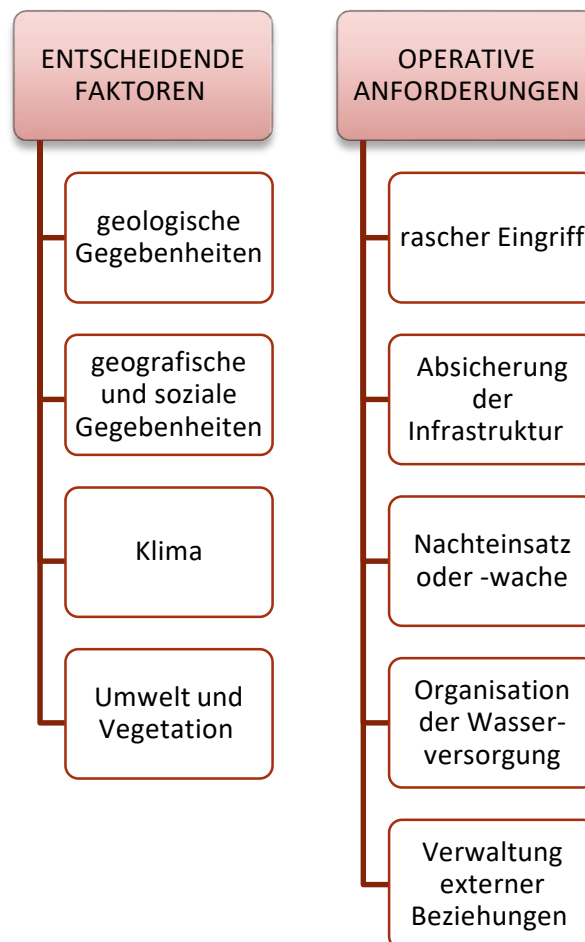 ENTSCHEIDENDE
FAKTOREN
geologische
Gegebenheiten
geografische
und soziale
Gegebenheiten
Klima
Umwelt und
Vegetation
OPERATIVE
ANFORDERUNGEN
rascher Eingriff
Absicherung
der
Infrastruktur
Nachteinsatz
oder -wache
Organisation
der Wasser-
versorgung
Verwaltung
externer
Beziehungen